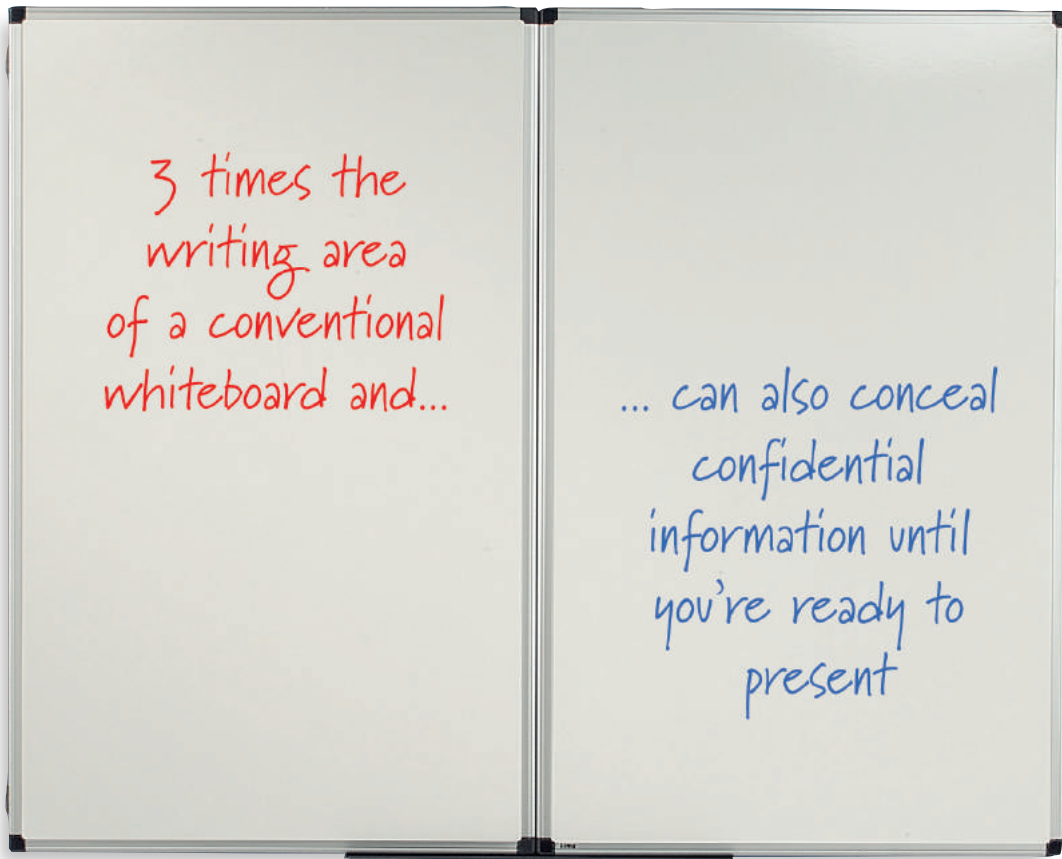 3 times the
writing area
of a conventional
whiteboard and...
... can also conceal
confidential
information until
you're ready to
present